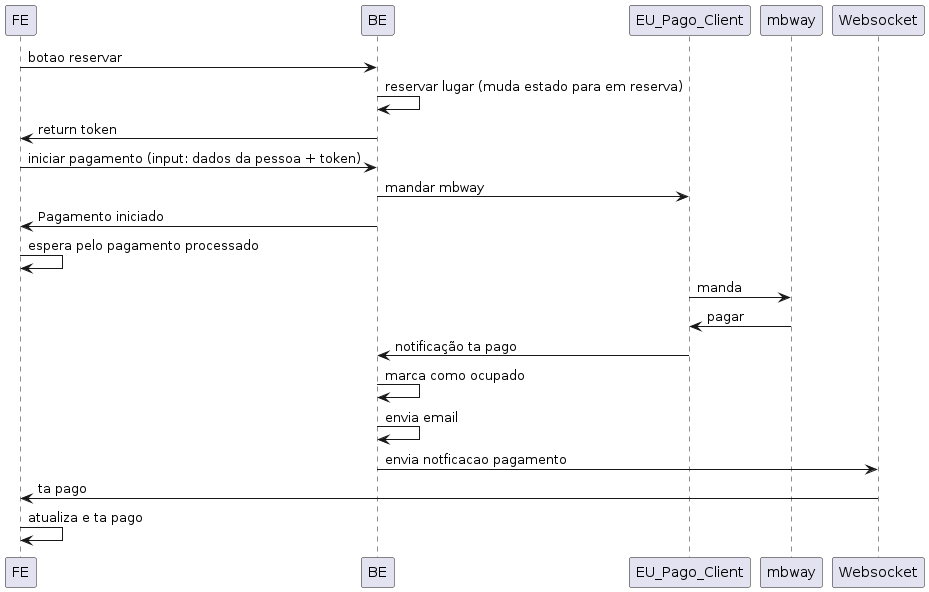 FE BE EU_Pago_Client mbway Websocket
botao reservar
reservar lugar (muda estado para em reserva)
return token
iniciar pagamento (input: dados da pessoa + token)
mandar mbway
Pagamento iniciado
espera pelo pagamento processado
manda
pagar
notificação ta pago
marca como ocupado
envia email
envia notficacao pagamento
ta pago
atualiza e ta pago
FE BE EU_Pago_Client mbway Websocket